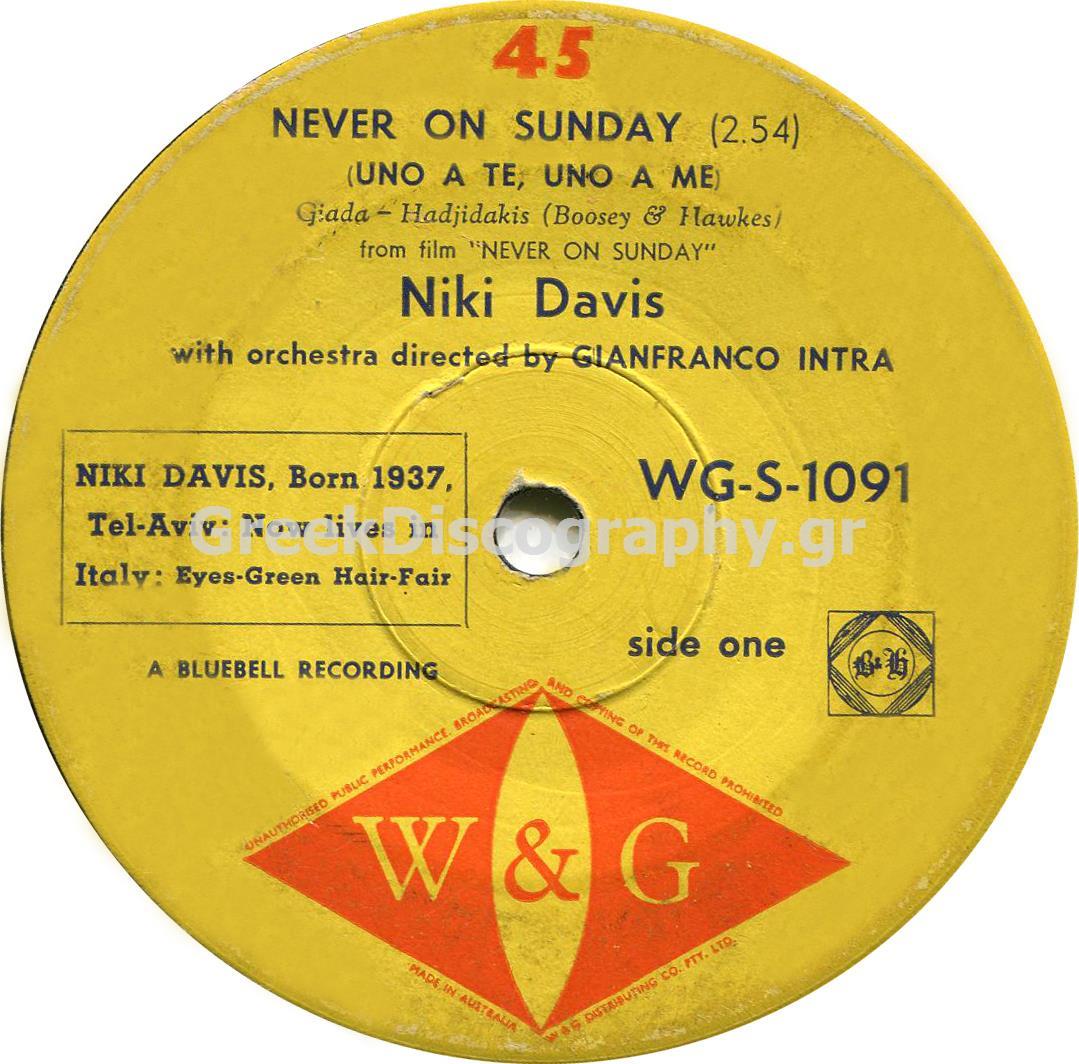 45
NEVER ON SUNDAY (2.54)
(UNO A TE, UNO A ME)
Giada - Hadjidakis (Boosey & Hawkes)
from film "NEVER ON SUNDAY"
Niki Davis
with orchestra directed by GIANFRANCO INTRA
NIKI DAVIS, Born 1937,
Tel-Aviv: Now lives in
Italy: Eyes-Green Hair-Fair
WG-S-1091
GreekDiscography.gr
side one
B&H
A BLUEBELL RECORDING
UNAUTHORISED PUBLIC PERFORMANCE, BROADCASTING AND COPYING OF THIS RECORD PROHIBITED
W & G
MADE IN AUSTRALIA
W & G DISTRIBUTING CO. PTY. LTD.